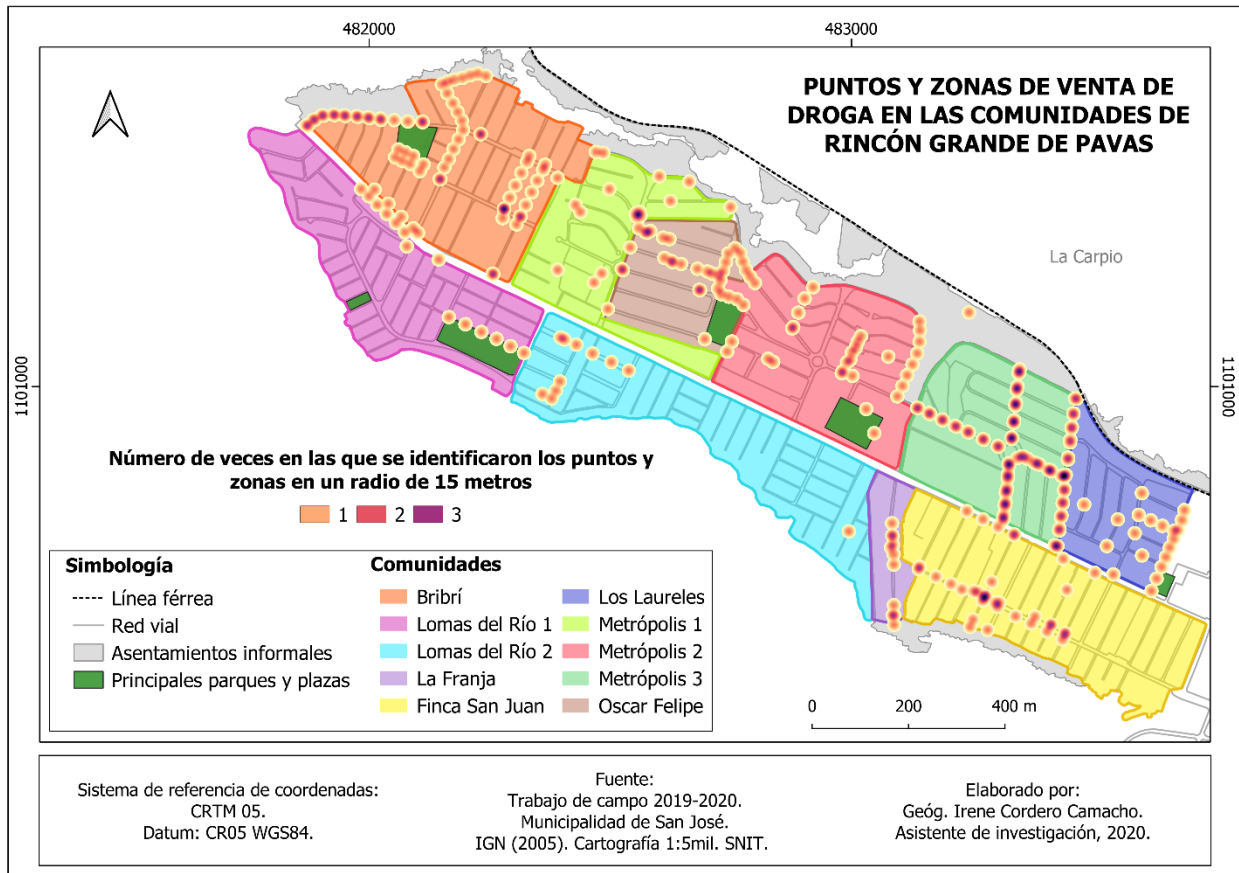 482000
483000
PUNTOS Y ZONAS DE VENTA DE
DROGA EN LAS COMUNIDADES DE
RINCÓN GRANDE DE PAVAS
La Carpio
1101000
1101000
Número de veces en las que se identificaron los puntos y
zonas en un radio de 15 metros
1 2 3
Simbología
Línea férrea
Red vial
Asentamientos informales
Principales parques y plazas
Comunidades
Bribrí
Lomas del Río 1
Lomas del Río 2
La Franja
Finca San Juan
Los Laureles
Metrópolis 1
Metrópolis 2
Metrópolis 3
Oscar Felipe
0 200 400 m
Sistema de referencia de coordenadas:
CRTM 05.
Datum: CR05 WGS84.
Fuente:
Trabajo de campo 2019-2020.
Municipalidad de San José.
IGN (2005). Cartografía 1:5mil. SNIT.
Elaborado por:
Geóg. Irene Cordero Camacho.
Asistente de investigación, 2020.